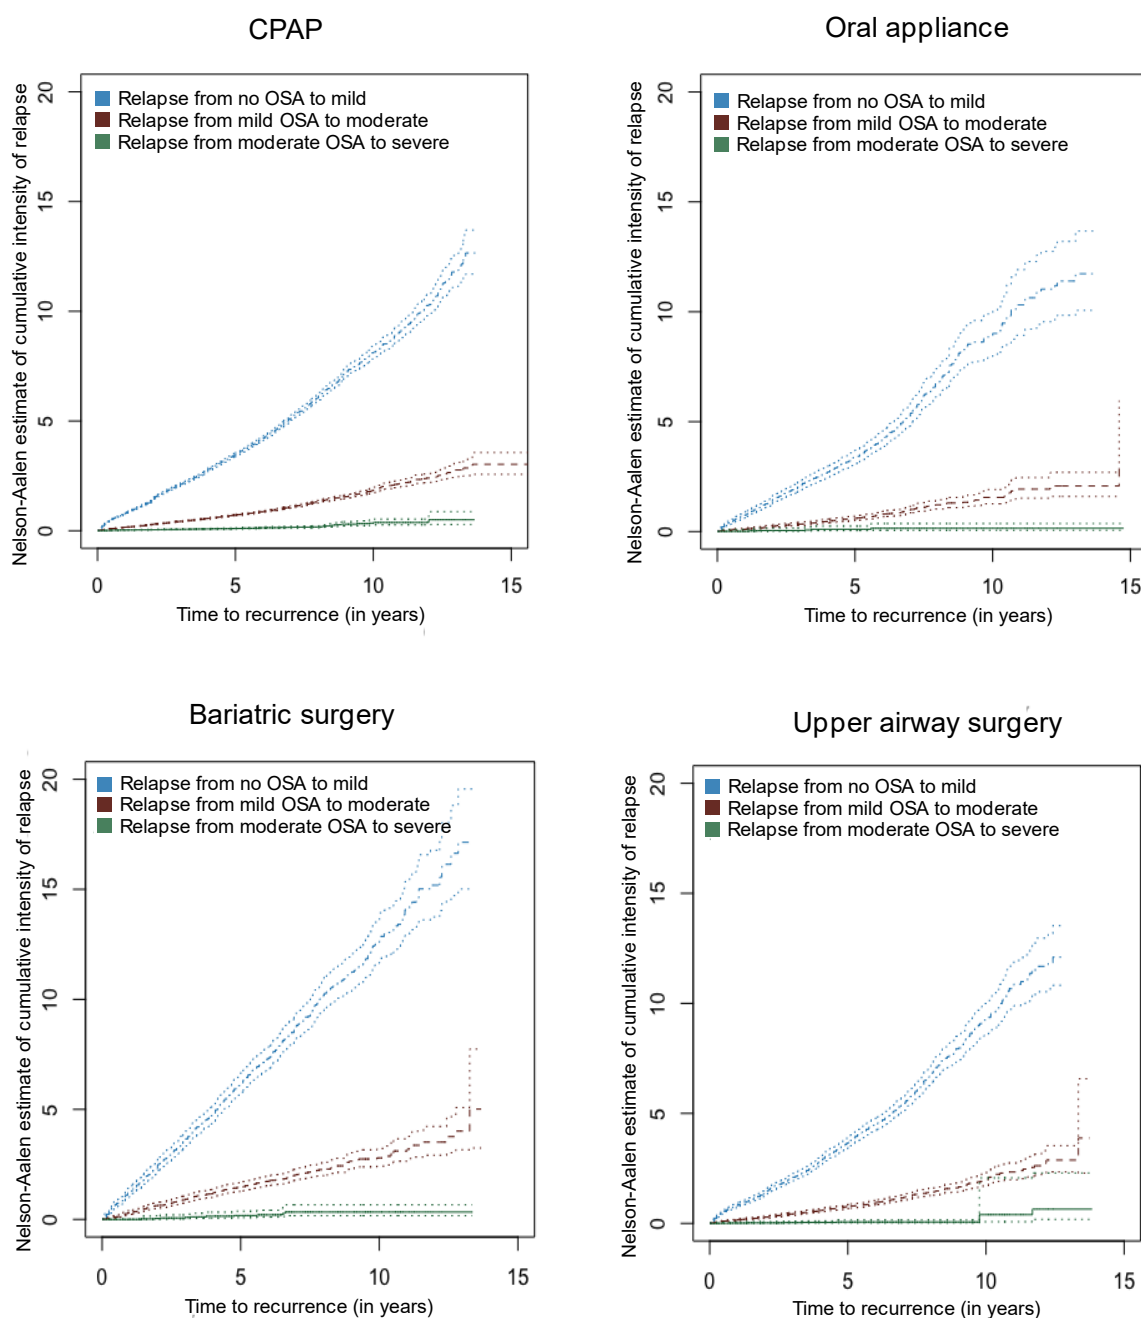 CPAP
Nelson-Aalen estimate of cumulative intensity of relapse
20
15
10
5
0
Relapse from no OSA to mild
Relapse from mild OSA to moderate
Relapse from moderate OSA to severe
0 5 10 15
Time to recurrence (in years)
Oral appliance
Nelson-Aalen estimate of cumulative intensity of relapse
20
15
10
5
0
Relapse from no OSA to mild
Relapse from mild OSA to moderate
Relapse from moderate OSA to severe
0 5 10 15
Time to recurrence (in years)
Bariatric surgery
Nelson-Aalen estimate of cumulative intensity of relapse
20
15
10
5
0
Relapse from no OSA to mild
Relapse from mild OSA to moderate
Relapse from moderate OSA to severe
0 5 10 15
Time to recurrence (in years)
Upper airway surgery
Nelson-Aalen estimate of cumulative intensity of relapse
20
15
10
5
0
Relapse from no OSA to mild
Relapse from mild OSA to moderate
Relapse from moderate OSA to severe
0 5 10 15
Time to recurrence (in years)